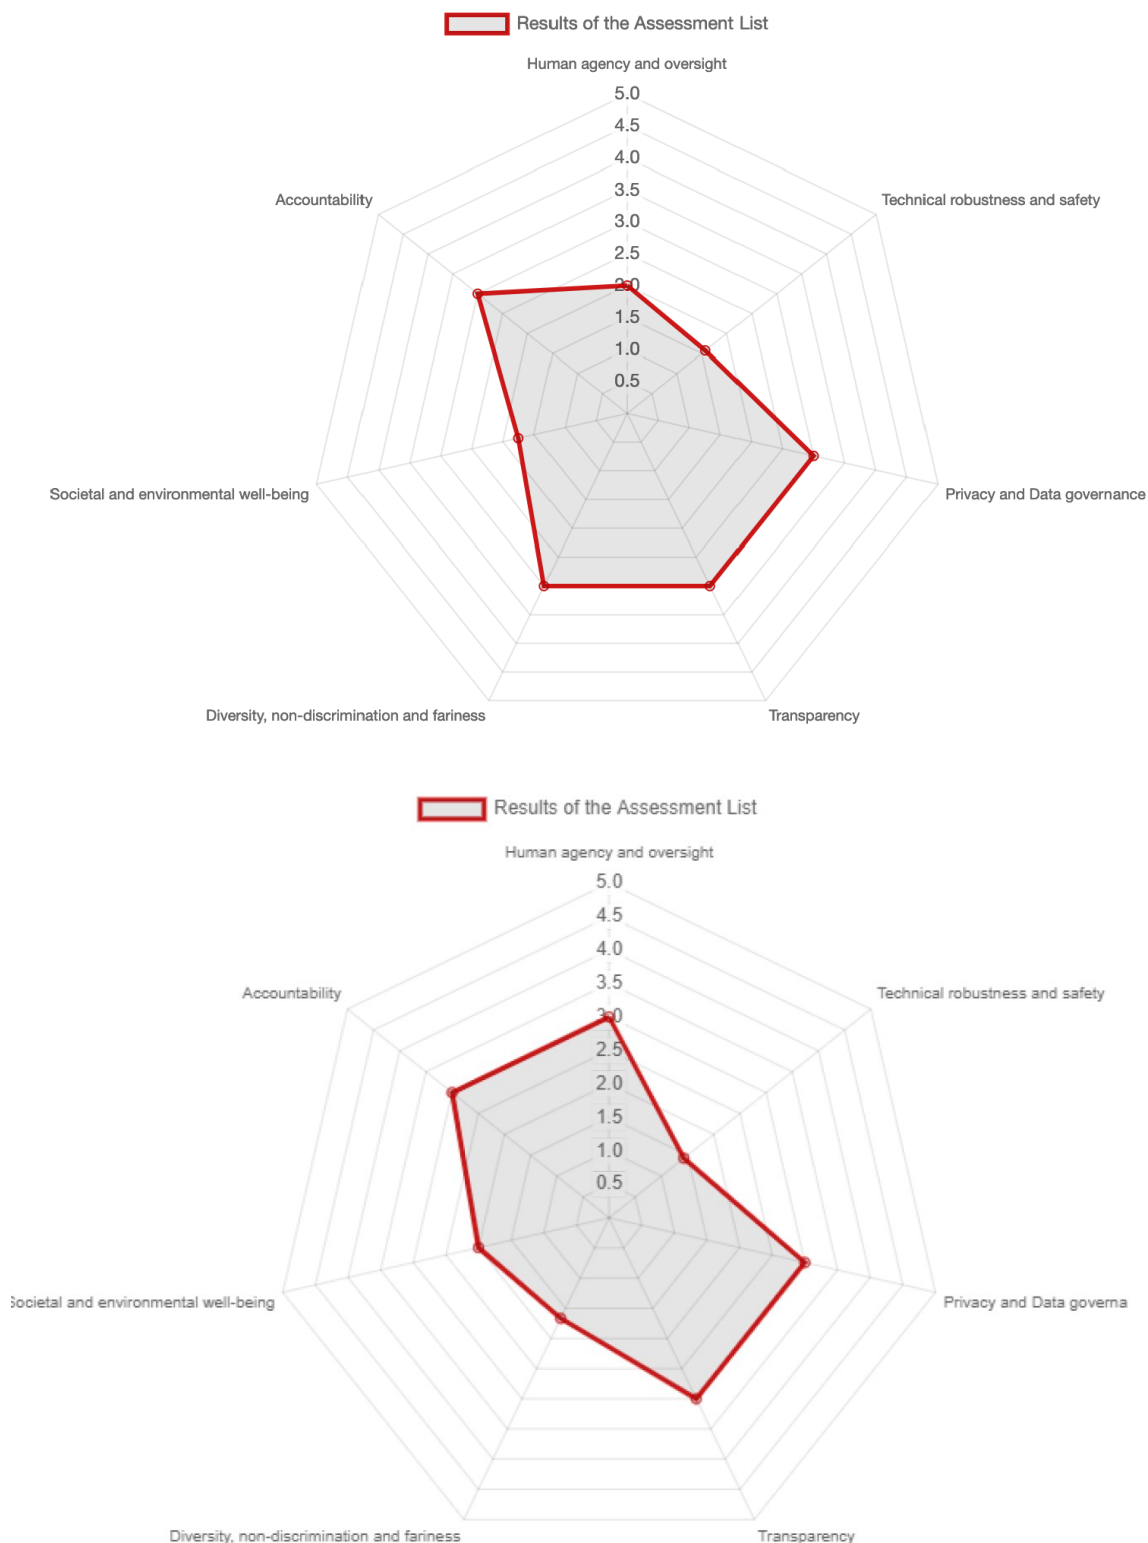 Results of the Assessment List
Human agency and oversight
5.0
4.5
4.0
3.5
3.0
2.5
2.0
1.5
1.0
0.5
Accountability
Technical robustness and safety
Societal and environmental well-being
Privacy and Data governance
Diversity, non-discrimination and fariness
Transparency
Results of the Assessment List
Human agency and oversight
5.0
4.5
4.0
3.5
3.0
2.5
2.0
1.5
1.0
0.5
Accountability
Technical robustness and safety
Societal and environmental well-being
Privacy and Data governa
Diversity, non-discrimination and fariness
Transparency